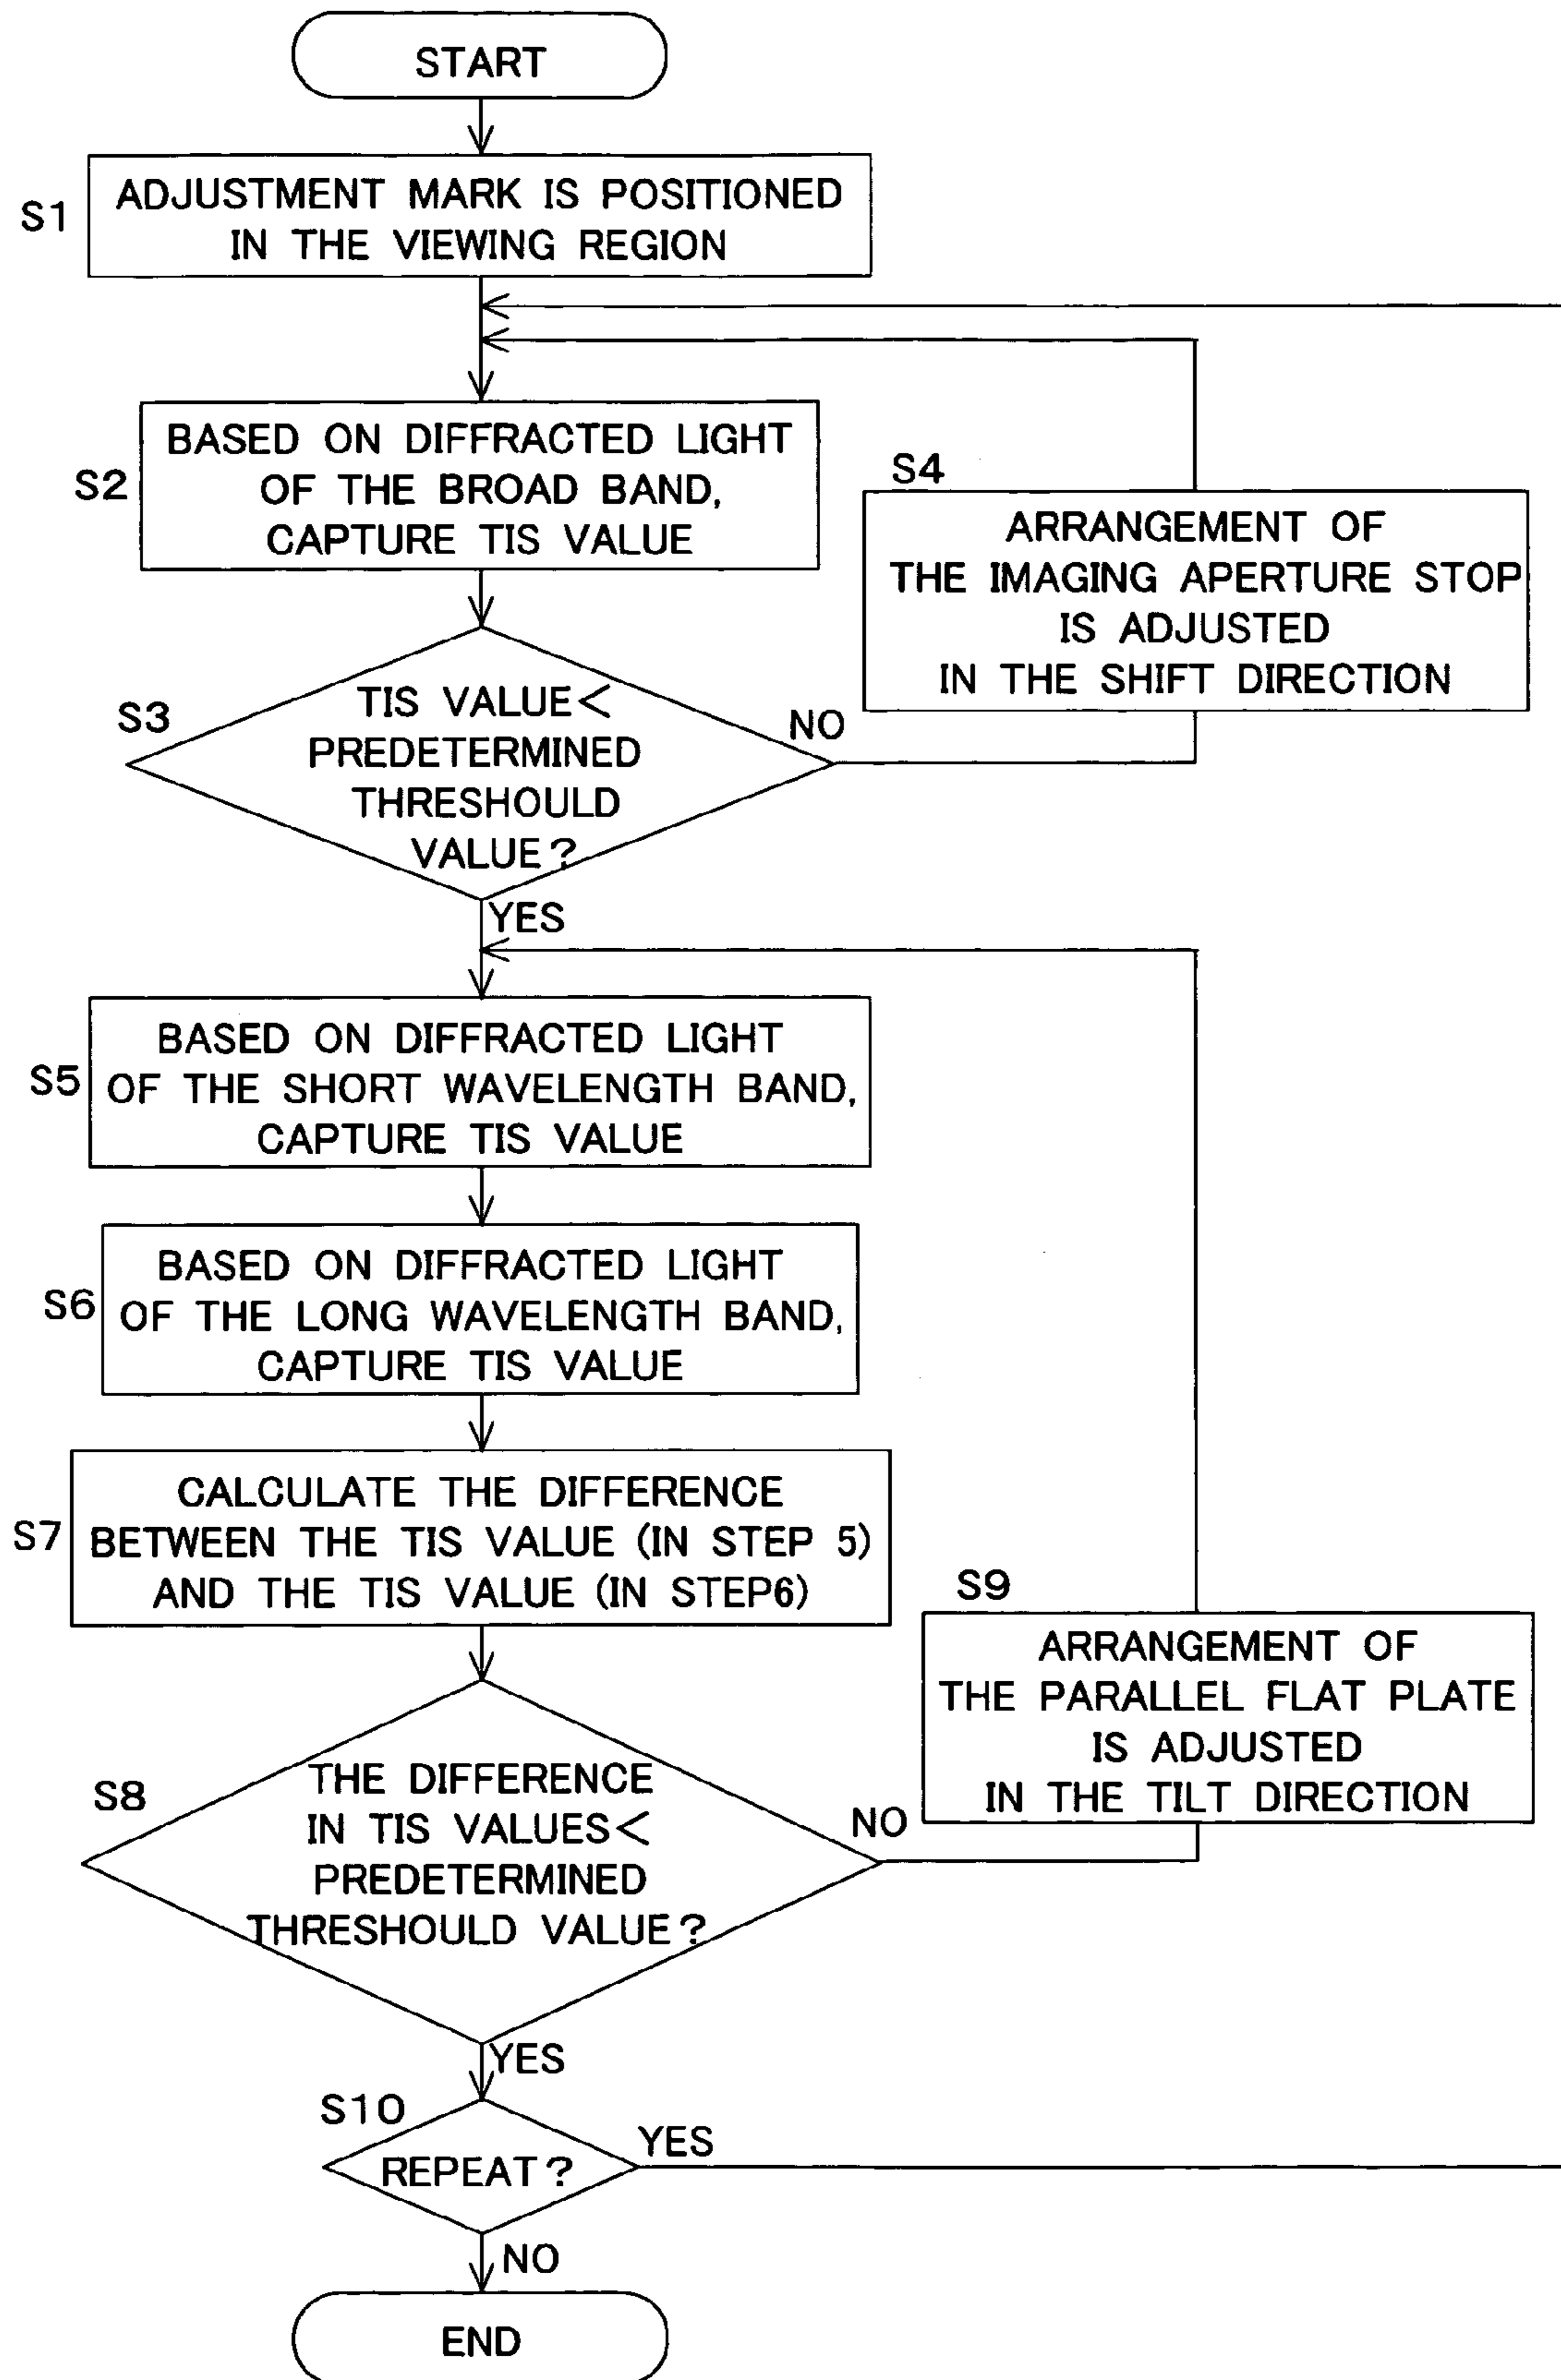 START
S1
ADJUSTMENT MARK IS POSITIONED
IN THE VIEWING REGION
S2
BASED ON DIFFRACTED LIGHT
OF THE BROAD BAND,
CAPTURE TIS VALUE
S4
ARRANGEMENT OF
THE IMAGING APERTURE STOP
IS ADJUSTED
IN THE SHIFT DIRECTION
S3
TIS VALUE<
PREDETERMINED
THRESHOULD
VALUE?
NO
YES
S5
BASED ON DIFFRACTED LIGHT
OF THE SHORT WAVELENGTH BAND,
CAPTURE TIS VALUE
S6
BASED ON DIFFRACTED LIGHT
OF THE LONG WAVELENGTH BAND,
CAPTURE TIS VALUE
S7
CALCULATE THE DIFFERENCE
BETWEEN THE TIS VALUE (IN STEP 5)
AND THE TIS VALUE (IN STEP6)
S9
ARRANGEMENT OF
THE PARALLEL FLAT PLATE
IS ADJUSTED
IN THE TILT DIRECTION
S8
THE DIFFERENCE
IN TIS VALUES<
PREDETERMINED
THRESHOULD VALUE?
NO
YES
S10
REPEAT?
YES
NO
END